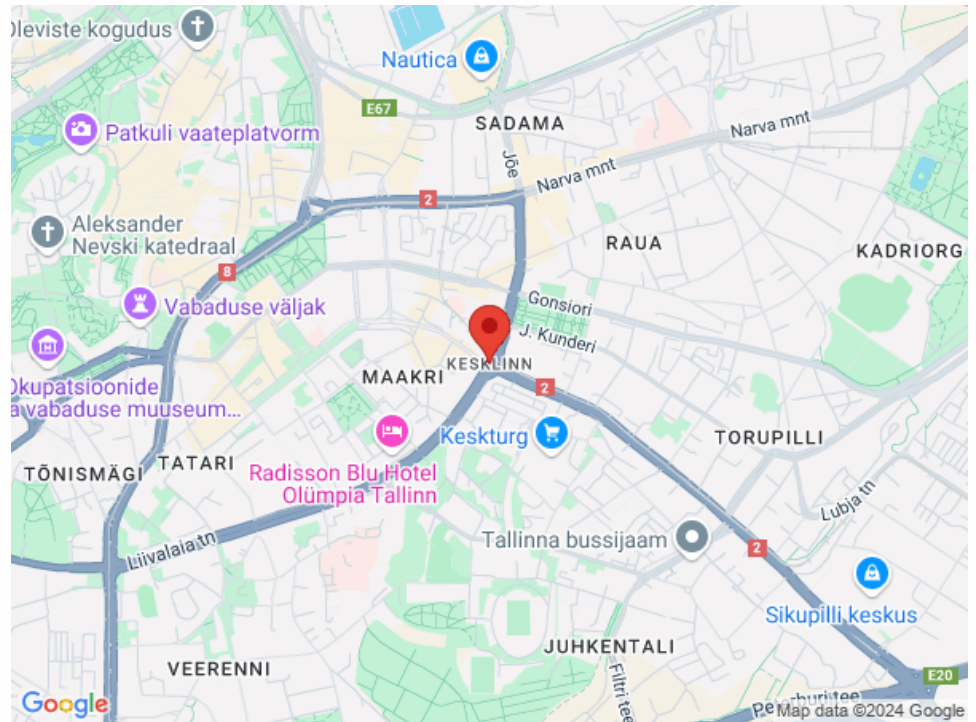 Oleviste kogudus
Nautica
E67
SADAMA
Narva mnt
Patkuli vaateplatvorm
Jõe
Narva mnt
2
Aleksander
Nevski katedraal
RAUA
KADRIORG
8
Vabaduse väljak
Gonsiori
J. Kunderi
KESKLINN
Okupatsioonide
a vabaduse muuseum...
MAAKRI
2
Keskturg
TORUPILLI
TÕNISMÄGI
TATARI
Radisson Blu Hotel
Olümpia Tallinn
Lubja tn
Liivalaia tn
Tallinna bussijaam
2
Sikupilli keskus
JUHKENTALI
VEERENNI
Filtri tee
E20
Peterburi tee
Google
Map data ©2024 Google